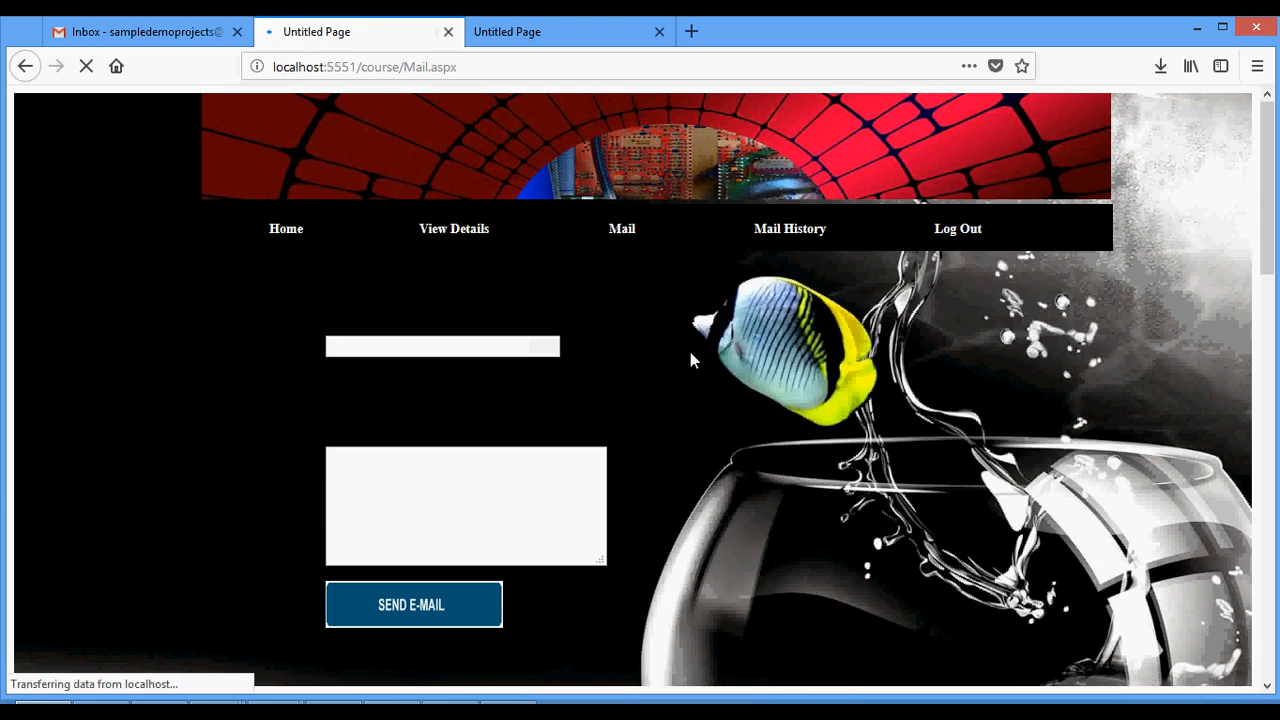 Inbox - sampledemoprojects@
Untitled Page
Untitled Page
localhost:5551/course/Mail.aspx
Home View Details Mail Mail History Log Out
SEND E-MAIL
Transferring data from localhost...